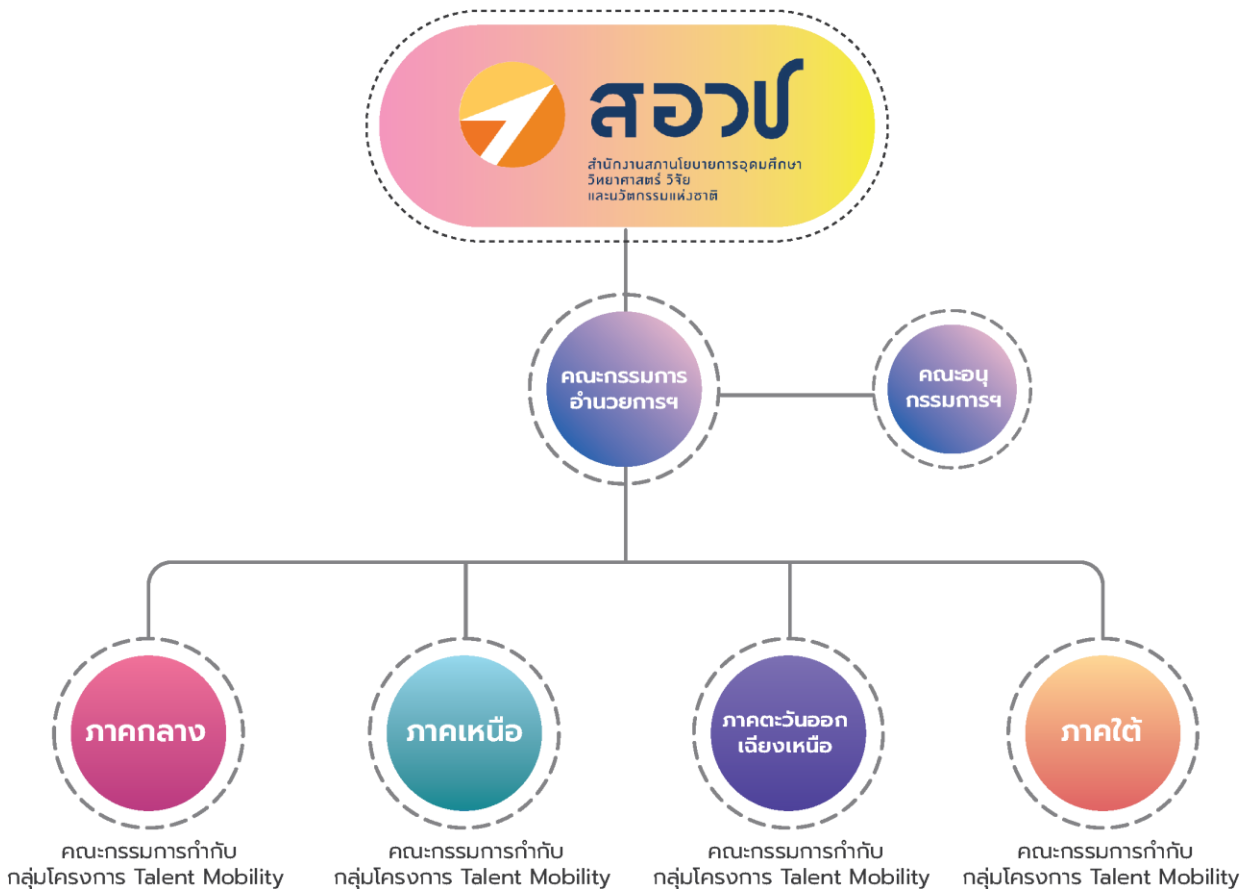 สอวช
สำนักงานสภานโยบายการอุดมศึกษา
วิทยาศาสตร์ วิจัย
และนวัตกรรมแห่งชาติ
คณะกรรมการ
อำนวยการฯ
คณะอนุ
กรรมการฯ
ภาคกลาง
ภาคเหนือ
ภาคตะวันออก
เฉียงเหนือ
ภาคใต้
คณะกรรมการกำกับ
กลุ่มโครงการ Talent Mobility
คณะกรรมการกำกับ
กลุ่มโครงการ Talent Mobility
คณะกรรมการกำกับ
กลุ่มโครงการ Talent Mobility
คณะกรรมการกำกับ
กลุ่มโครงการ Talent Mobility